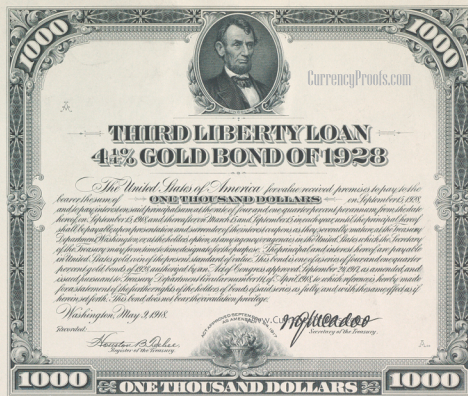 1000
1000
CurrencyProofs.com
THIRD LIBERTY LOAN
4¼% GOLD BOND OF 1928
The United States of America for value received promises to pay to the
bearer the sum of ONE THOUSAND DOLLARS on September 15, 1928,
and to pay interest on said principal sum at the rate of four and one quarter percent per annum from the date
hereof on September 15, 1918, and thereafter on March 15 and September 15 in each year, until the principal hereof
shall be payable upon presentation and surrender of the interest coupons, as they severally mature, at the Treasury
Department, Washington, or at the holder's option, at any agency or agencies in the United States which the Secretary
of the Treasury may from time to time designate for the purpose. The principal and interest hereof are payable
in United States gold coin of the present standard of value. This bond is one of a series of four and one quarter
percent gold bonds of 1928 authorized by an Act of Congress approved September 24, 1917, as amended, and
issued pursuant to Treasury Department circular number 111, of April 1918, to which reference is hereby made
for a statement of the further rights of the holders of bonds of said series as fully and with the same effect as if
herein set forth. This bond does not bear the circulation privilege.
Washington, May 9, 1918.
Recorded:
ACT APPROVED SEPTEMBER 24, 1917
AS AMENDED
W G McAdoo
Secretary of the Treasury.
Houston B. Teehee
Register of the Treasury.
1000
ONE THOUSAND DOLLARS
1000